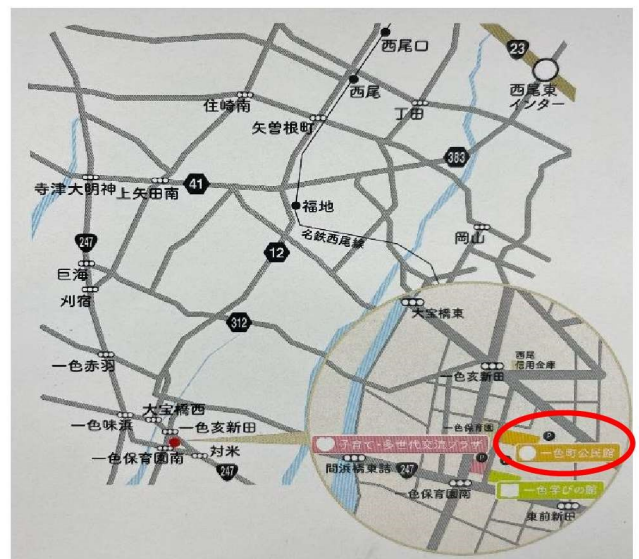 西尾口
23
西尾
西尾東
インター
住崎南
丁田
矢曽根町
383
寺津大明神
上矢田南
41
福地
名鉄西尾線
岡山
247
12
巨海
刈宿
大宝橋東
312
西尾
信用金庫
一色亥新田
一色赤羽
大宝橋西
一色味浜
一色亥新田
一色保育園
P
子育て・多世代交流プラザ
一色町公民館
一色保育園南
対米
P
P
間浜橋東詰
247
247
一色学びの館
一色保育園南
東前新田